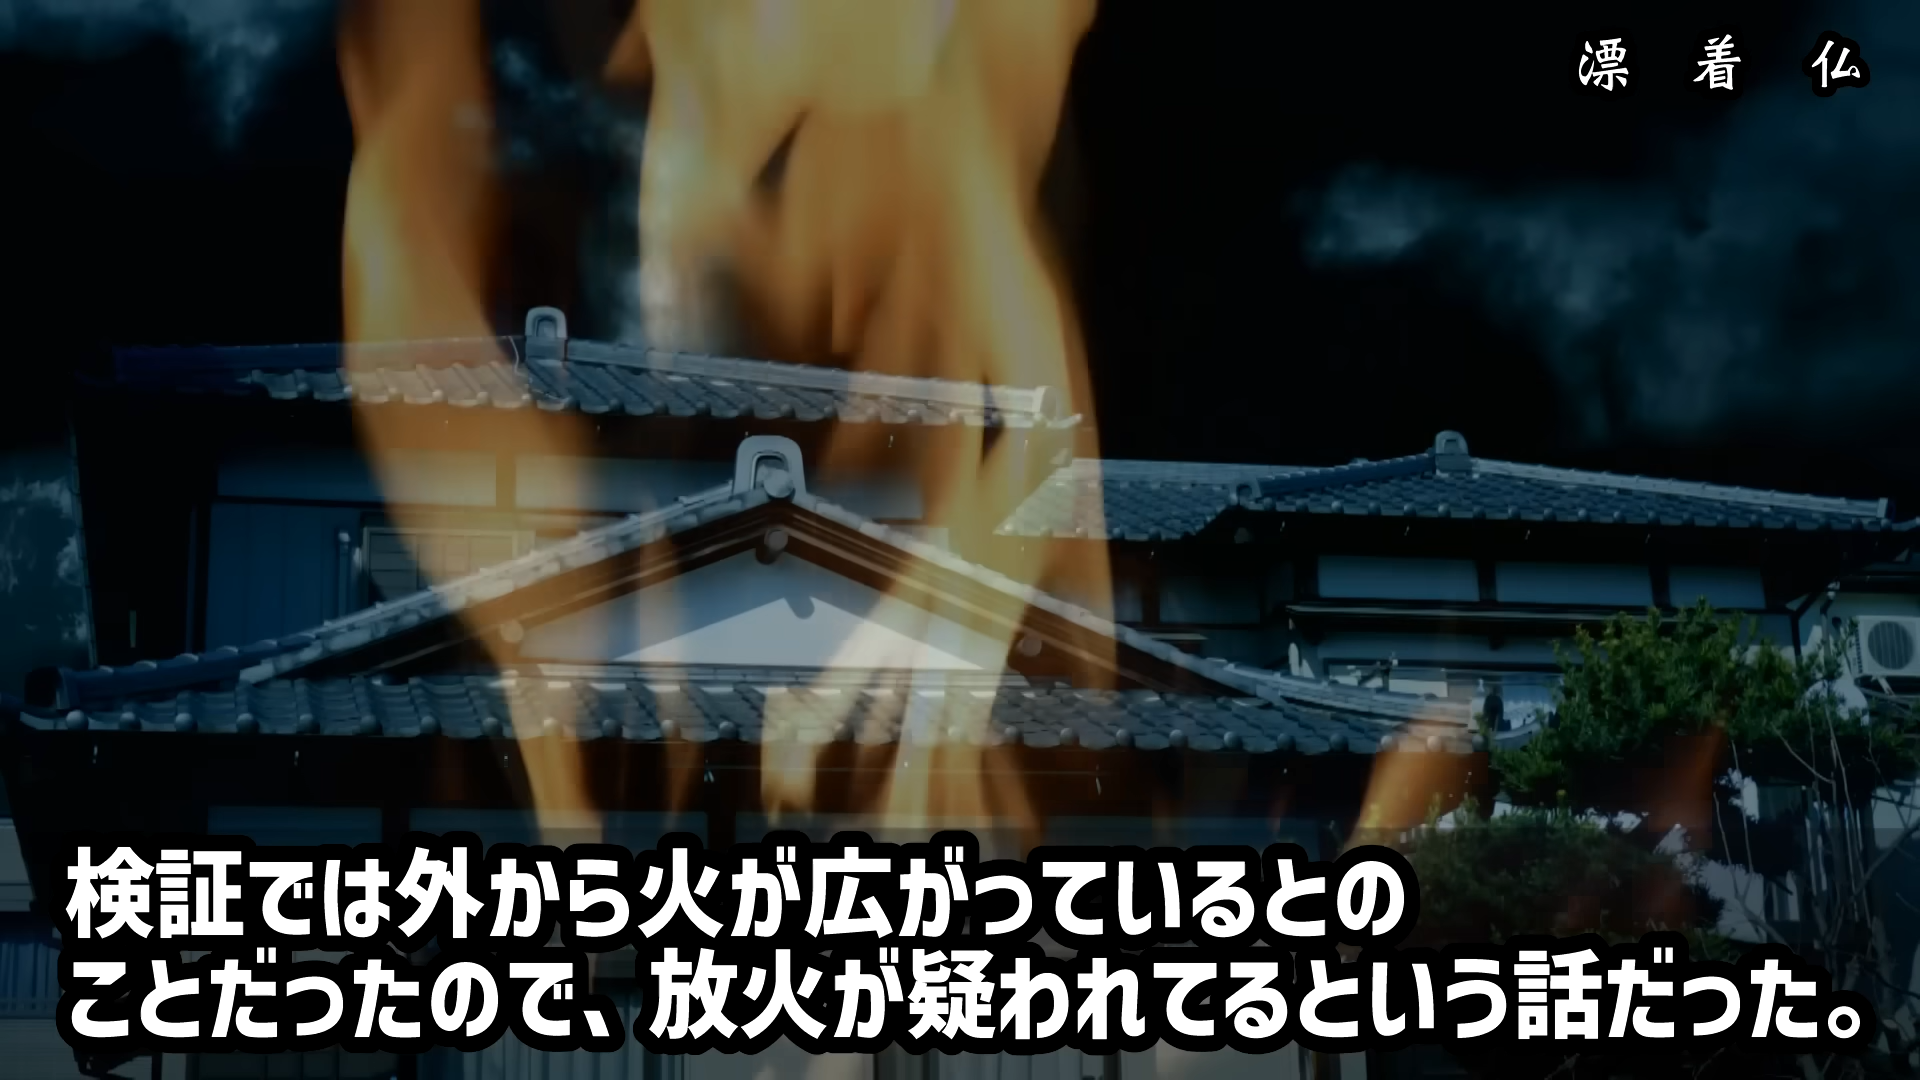 漂着仏
検証では外から火が広がっているとの
ことだったので、放火が疑われてるという話だった。